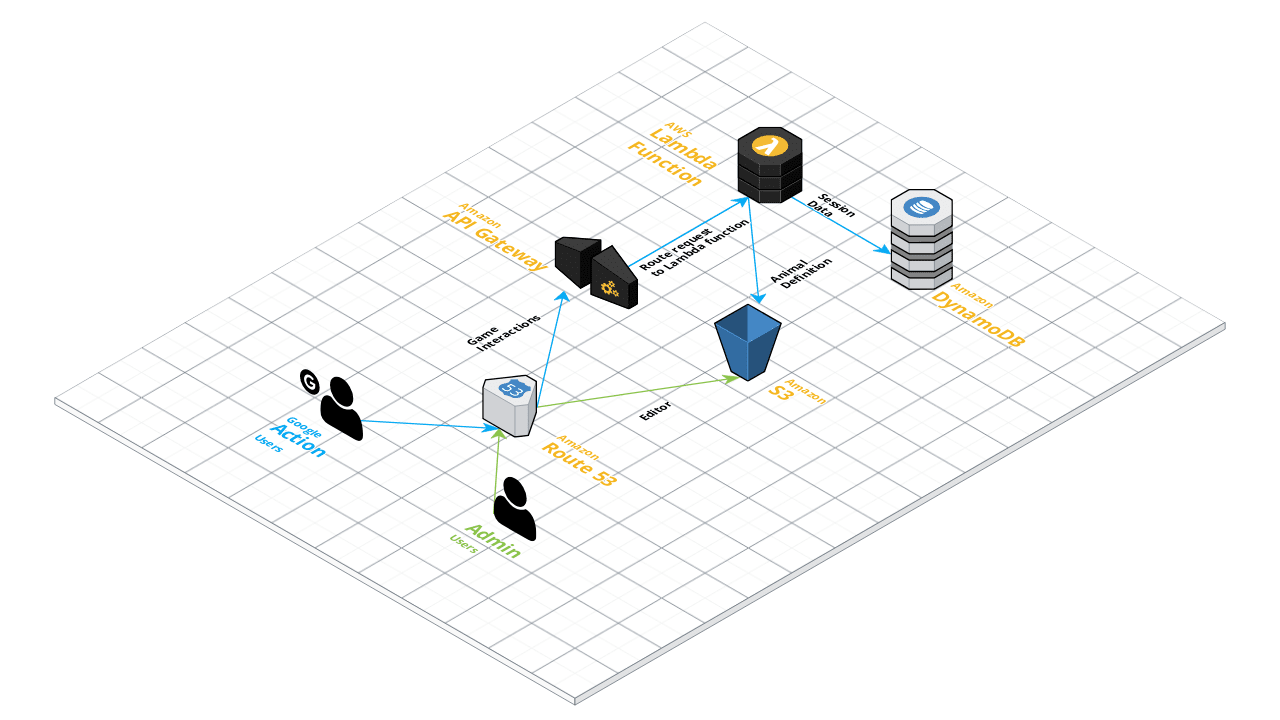 AWS
Lambda
Function
Session
Data
Amazon
API Gateway
Route request
to Lambda function
Animal
Definition
Amazon
DynamoDB
Game
Interactions
G
53
Amazon
S3
Editor
Google
Action
Users
Amazon
Route 53
Admin
Users